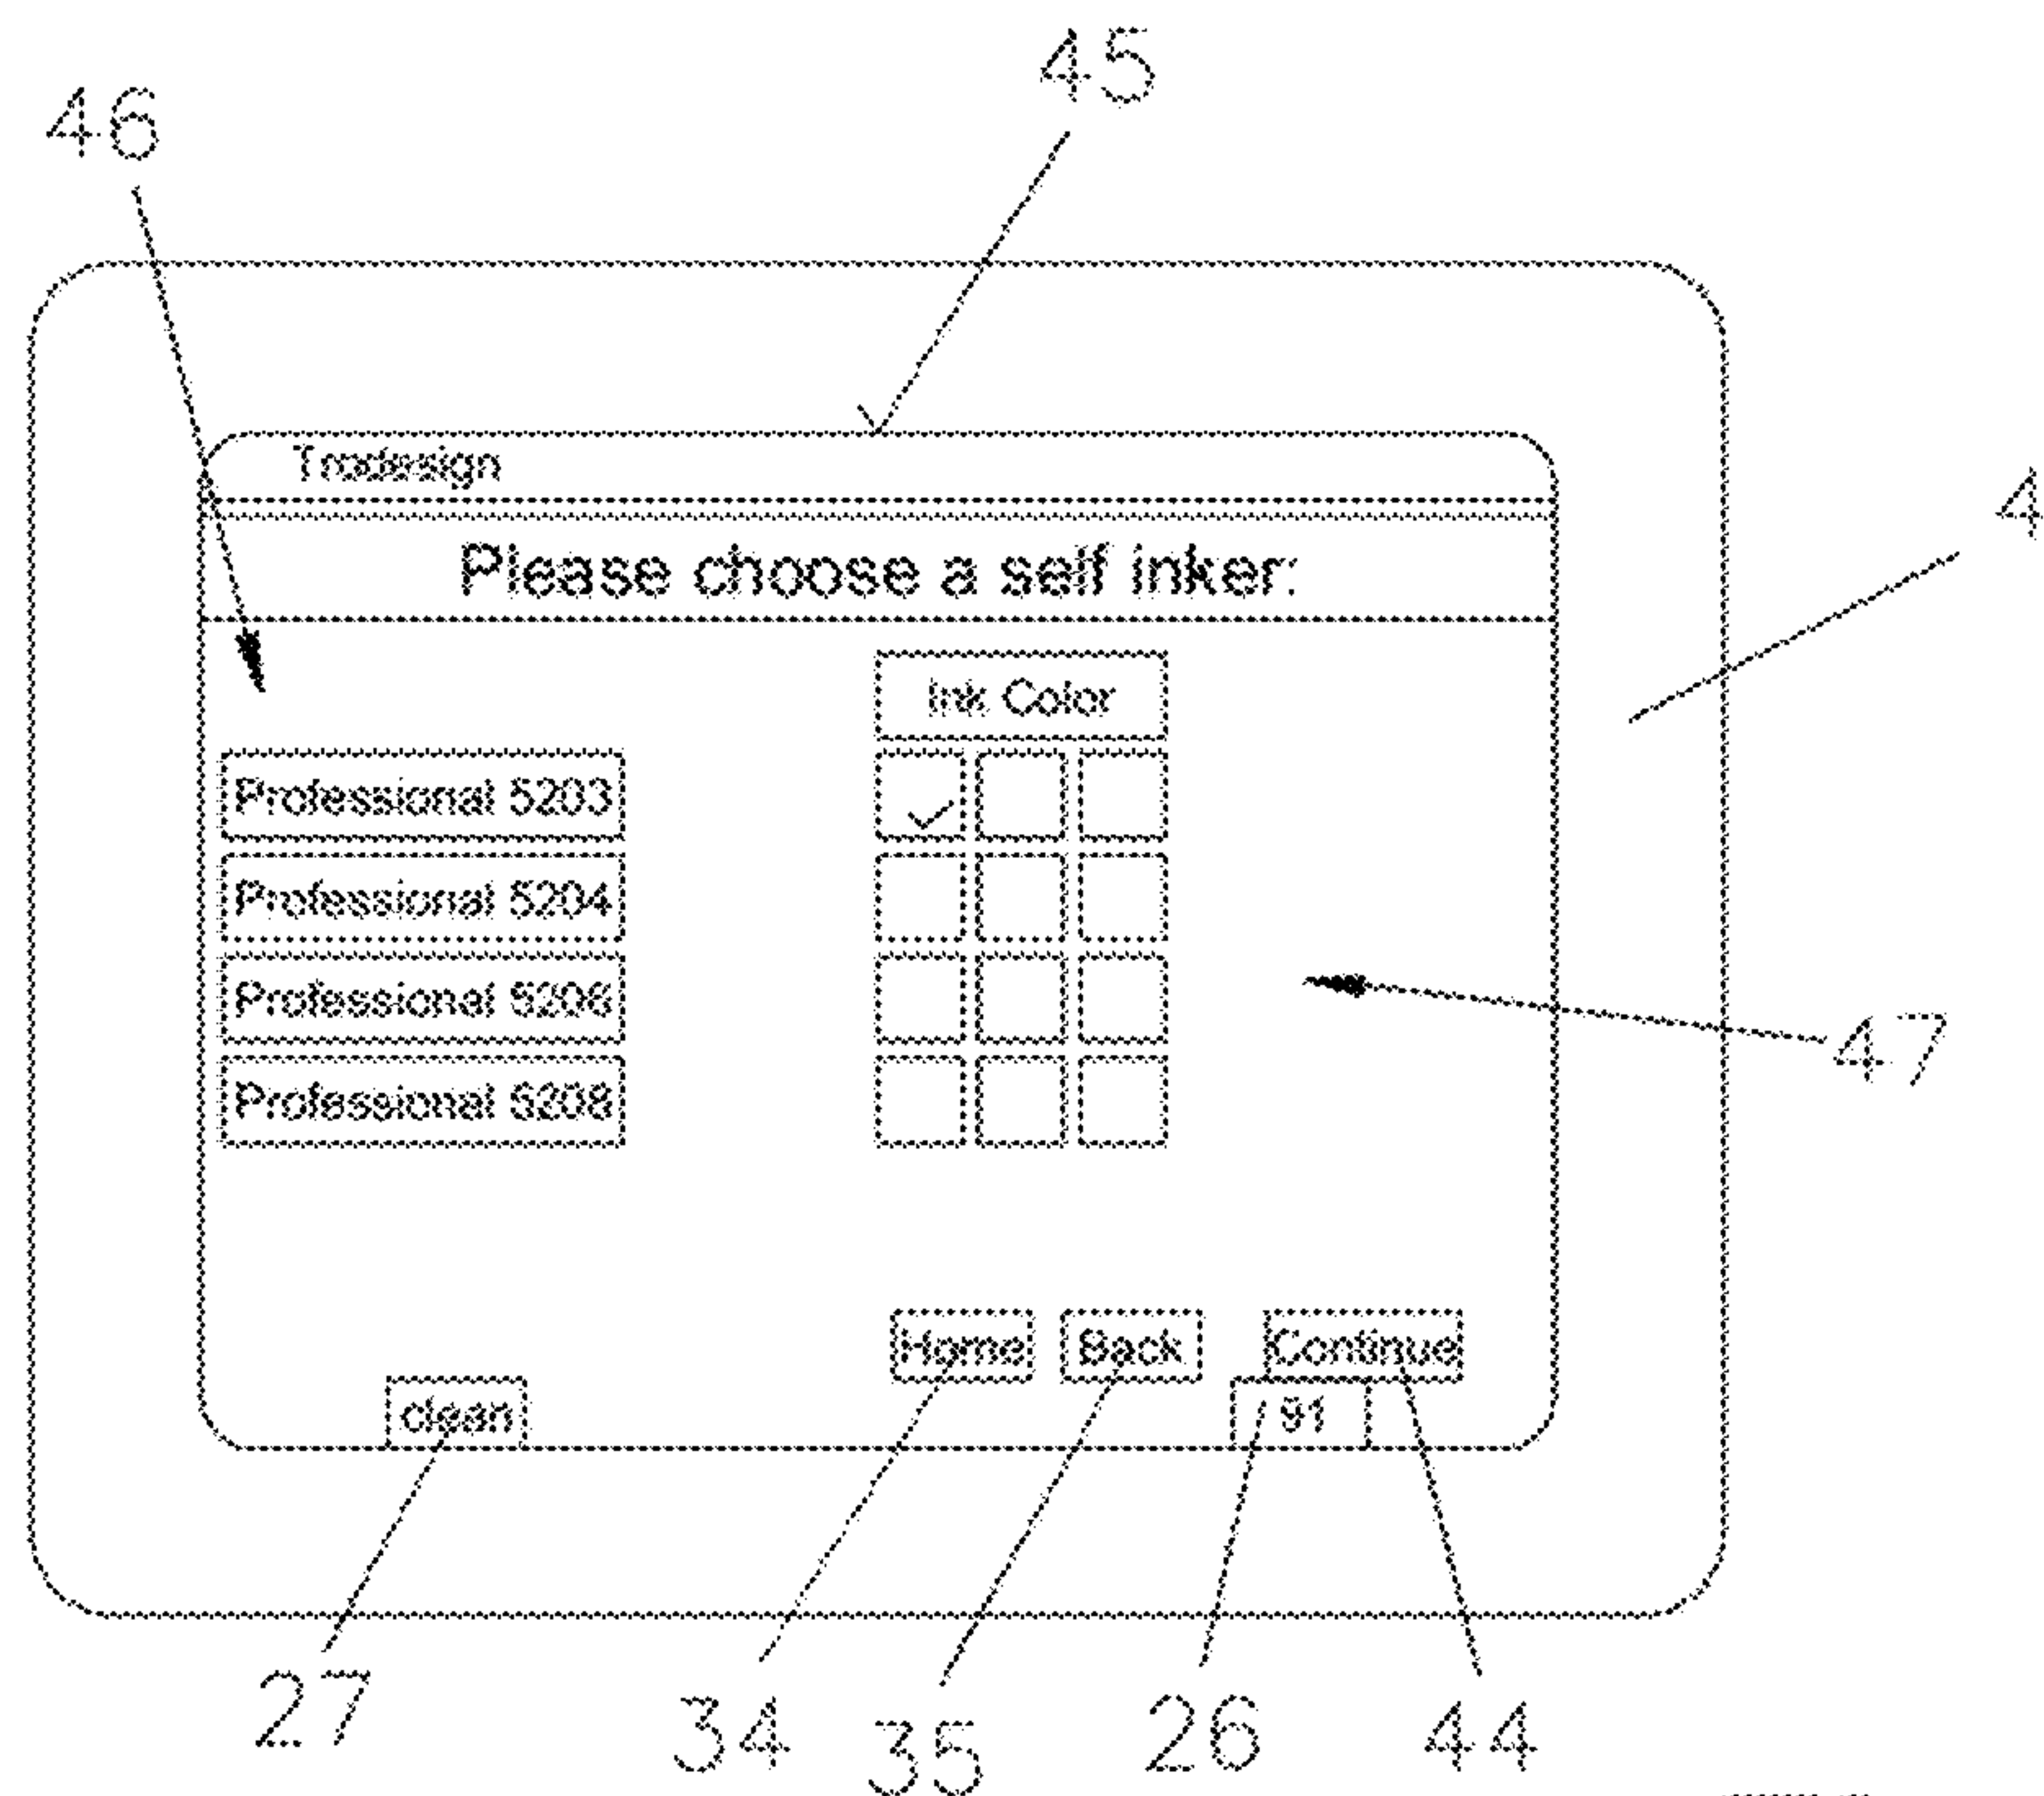 45
46
Trodesign
4
Please choose a self inker:
Ink Color
Professional 5203
Professional 5204
Professional 5206
Professional 5208
47
Home Back Continue
clean 91
27 34 35 26 44